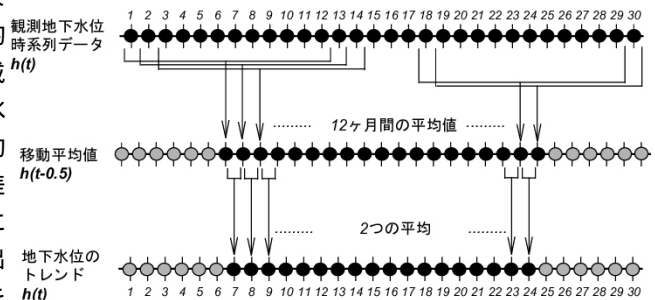 1 2 3 4 5 6 7 8 9 10 11 12 13 14 15 16 17 18 19 20 21 22 23 24 25 26 27 28 29 30
観測地下水位
時系列データ
h(t)
12ヶ月間の平均値
移動平均値
h(t-0.5)
2つの平均
地下水位の
トレンド
h(t)
1 2 3 4 5 6 7 8 9 10 11 12 13 14 15 16 17 18 19 20 21 22 23 24 25 26 27 28 29 30